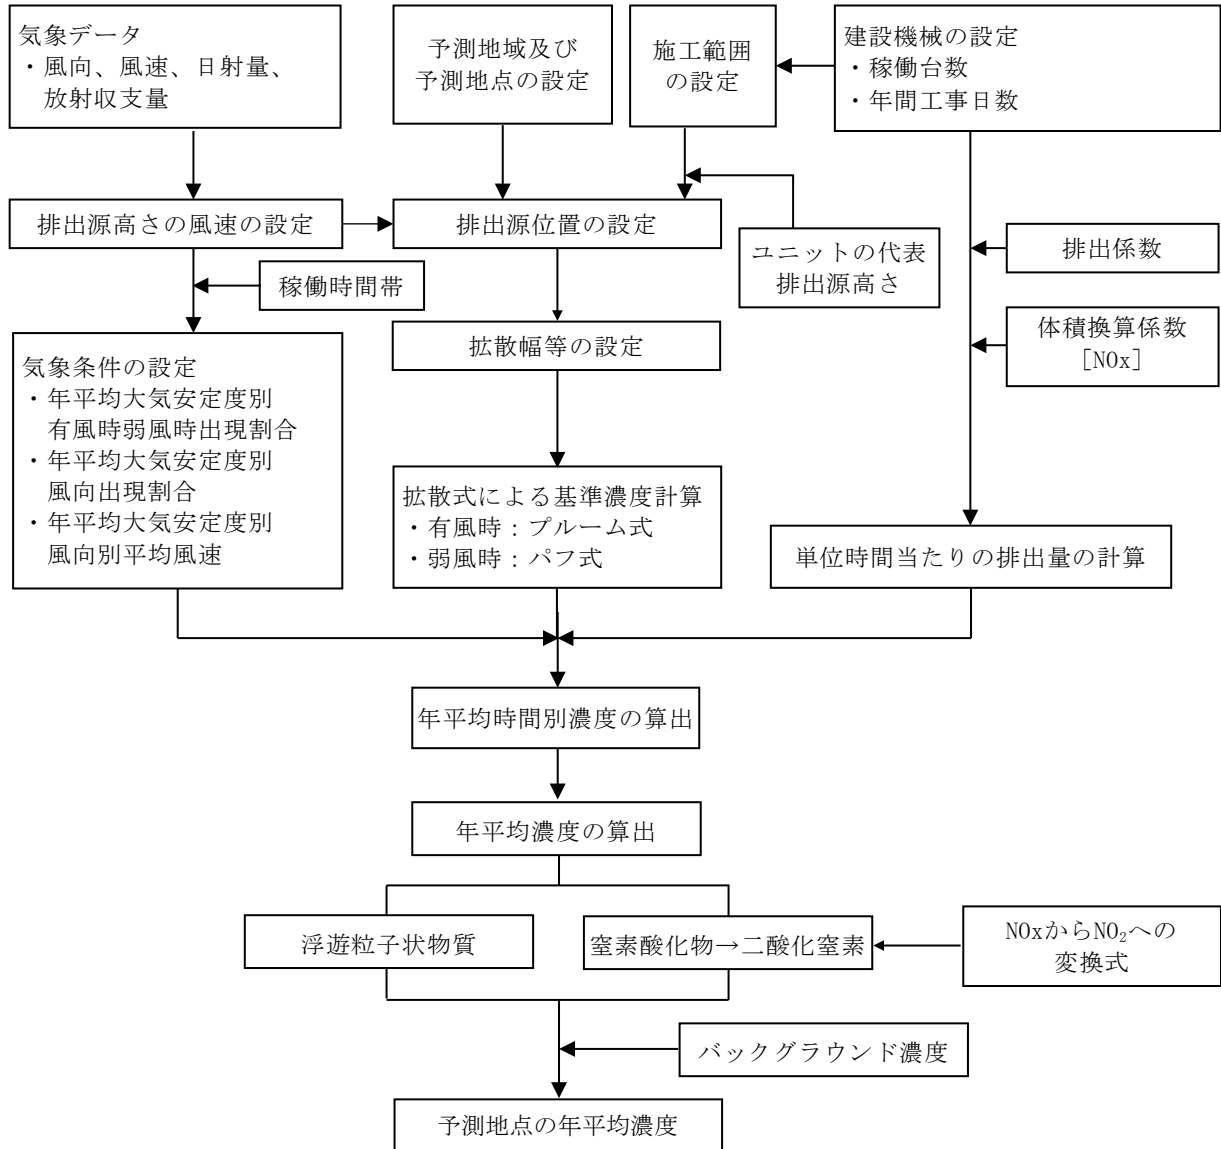 気象データ
・風向、風速、日射量、
放射収支量
予測地域及び
予測地点の設定
施工範囲
の設定
建設機械の設定
・稼働台数
・年間工事日数
排出源高さの風速の設定
排出源位置の設定
ユニットの代表
排出源高さ
排出係数
稼働時間帯
体積換算係数
［NOx］
拡散幅等の設定
気象条件の設定
・年平均大気安定度別
有風時弱風時出現割合
・年平均大気安定度別
風向出現割合
・年平均大気安定度別
風向別平均風速
拡散式による基準濃度計算
・有風時：プルーム式
・弱風時：パフ式
単位時間当たりの排出量の計算
年平均時間別濃度の算出
年平均濃度の算出
浮遊粒子状物質
窒素酸化物→二酸化窒素
NOxからNO₂への
変換式
バックグラウンド濃度
予測地点の年平均濃度